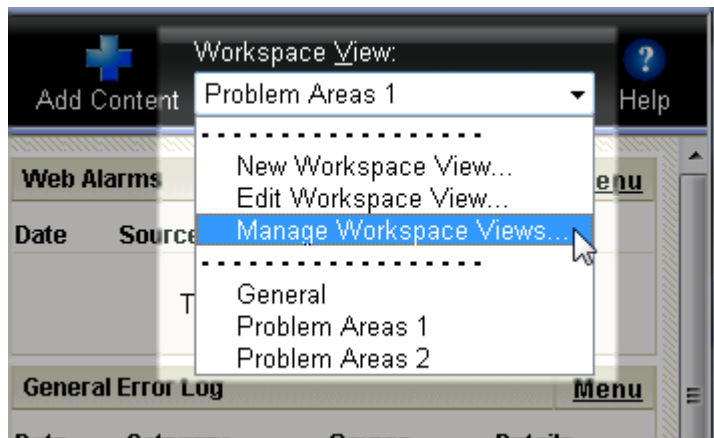 Workspace View:
Add Content
Problem Areas 1
Help
- - - - - - - - - - - - - - - - - -
New Workspace View...
Edit Workspace View...
Manage Workspace Views...
- - - - - - - - - - - - - - - - - -
General
Problem Areas 1
Problem Areas 2
Web Alarms
Date Source
T
General Error Log Menu